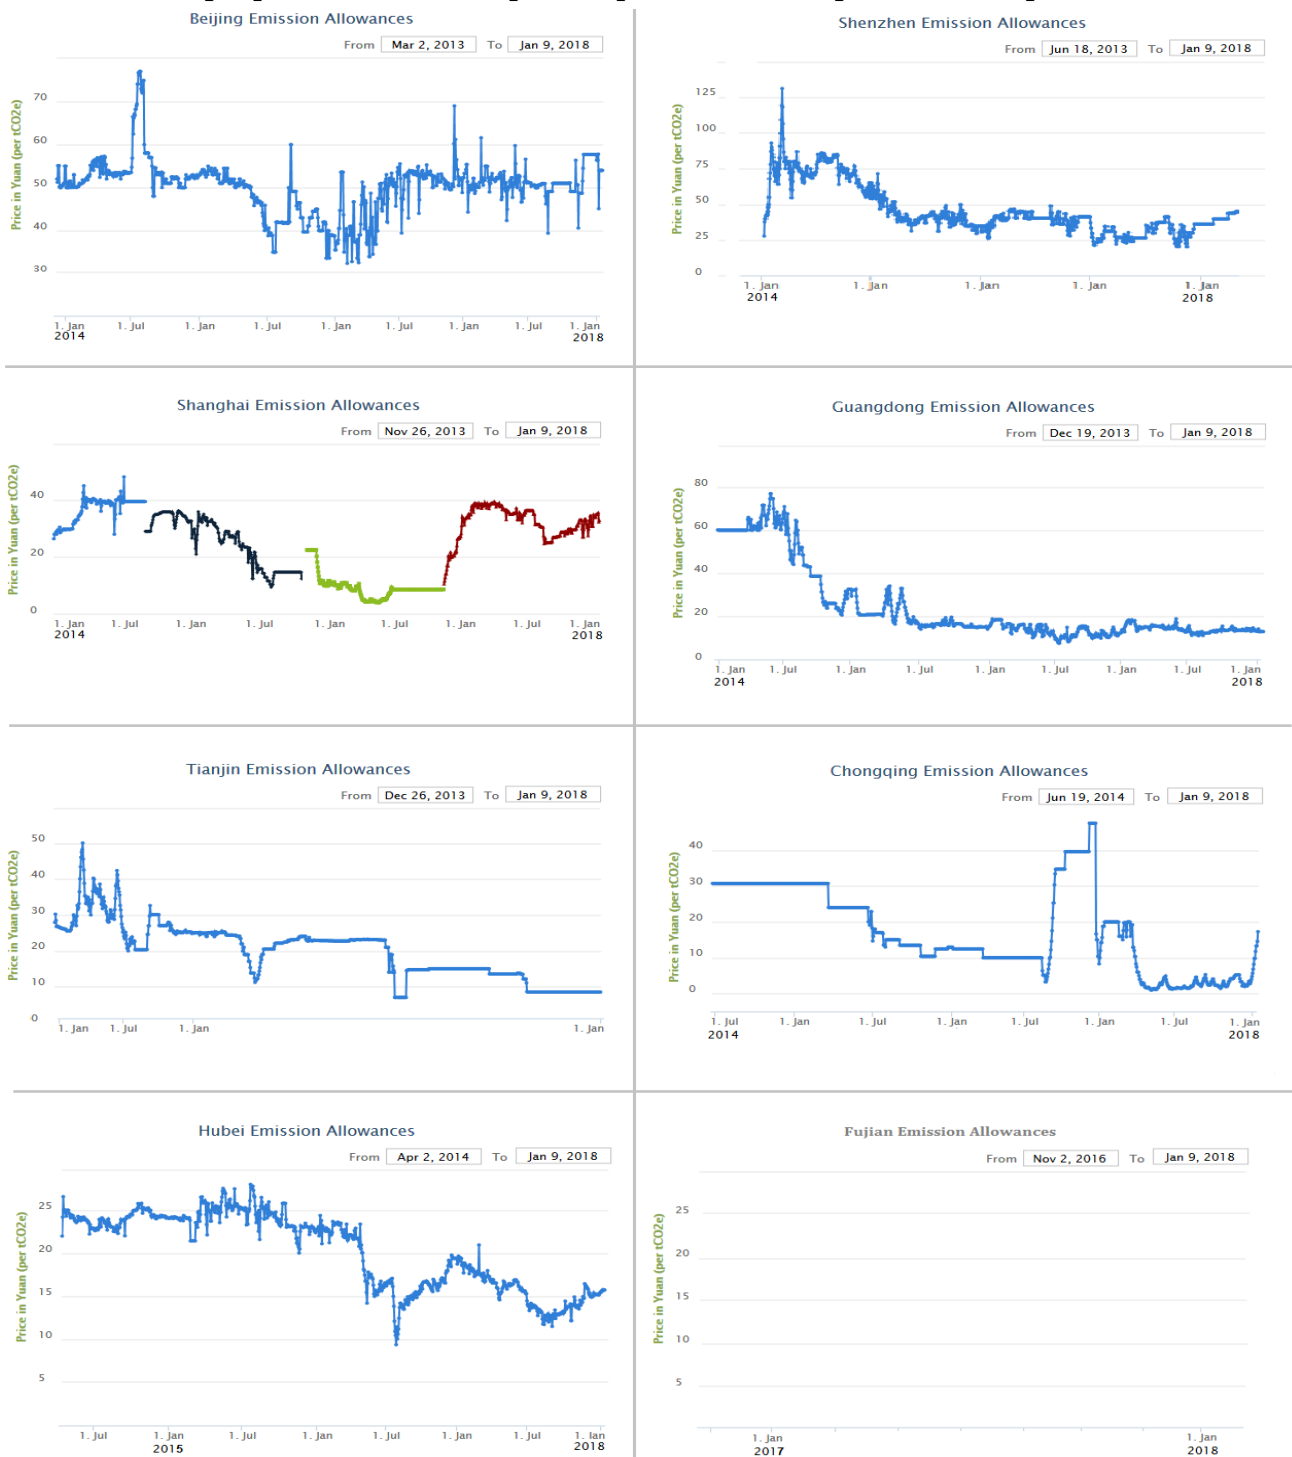 Beijing Emission Allowances
From Mar 2, 2013 To Jan 9, 2018
Price in Yuan (per tCO2e)
70
60
50
40
30
1. Jan 1. Jul 1. Jan 1. Jul 1. Jan 1. Jul 1. Jan 1. Jul 1. Jan
2014 2018
Shenzhen Emission Allowances
From Jun 18, 2013 To Jan 9, 2018
Price in Yuan (per tCO2e)
125
100
75
50
25
0
1. Jan 1. Jan 1. Jan 1. Jan 1. Jan
2014 2018
Shanghai Emission Allowances
From Nov 26, 2013 To Jan 9, 2018
Price in Yuan (per tCO2e)
40
20
0
1. Jan 1. Jul 1. Jan 1. Jul 1. Jan 1. Jul 1. Jan 1. Jul 1. Jan
2014 2018
Guangdong Emission Allowances
From Dec 19, 2013 To Jan 9, 2018
Price in Yuan (per tCO2e)
80
60
40
20
0
1. Jan 1. Jul 1. Jan 1. Jul 1. Jan 1. Jul 1. Jan 1. Jul 1. Jan
2014 2018
Tianjin Emission Allowances
From Dec 26, 2013 To Jan 9, 2018
Price in Yuan (per tCO2e)
50
40
30
20
10
0
1. Jan 1. Jul 1. Jan 1. Jan
Chongqing Emission Allowances
From Jun 19, 2014 To Jan 9, 2018
Price in Yuan (per tCO2e)
40
30
20
10
0
1. Jul 1. Jan 1. Jul 1. Jan 1. Jul 1. Jan 1. Jul 1. Jan
2014 2018
Hubei Emission Allowances
From Apr 2, 2014 To Jan 9, 2018
Price in Yuan (per tCO2e)
25
20
15
10
5
1. Jul 1. Jan 1. Jul 1. Jan 1. Jul 1. Jan 1. Jul 1. Jan
2015 2018
Fujian Emission Allowances
From Nov 2, 2016 To Jan 9, 2018
Price in Yuan (per tCO2e)
25
20
15
10
5
1. Jan 1. Jan
2017 2018